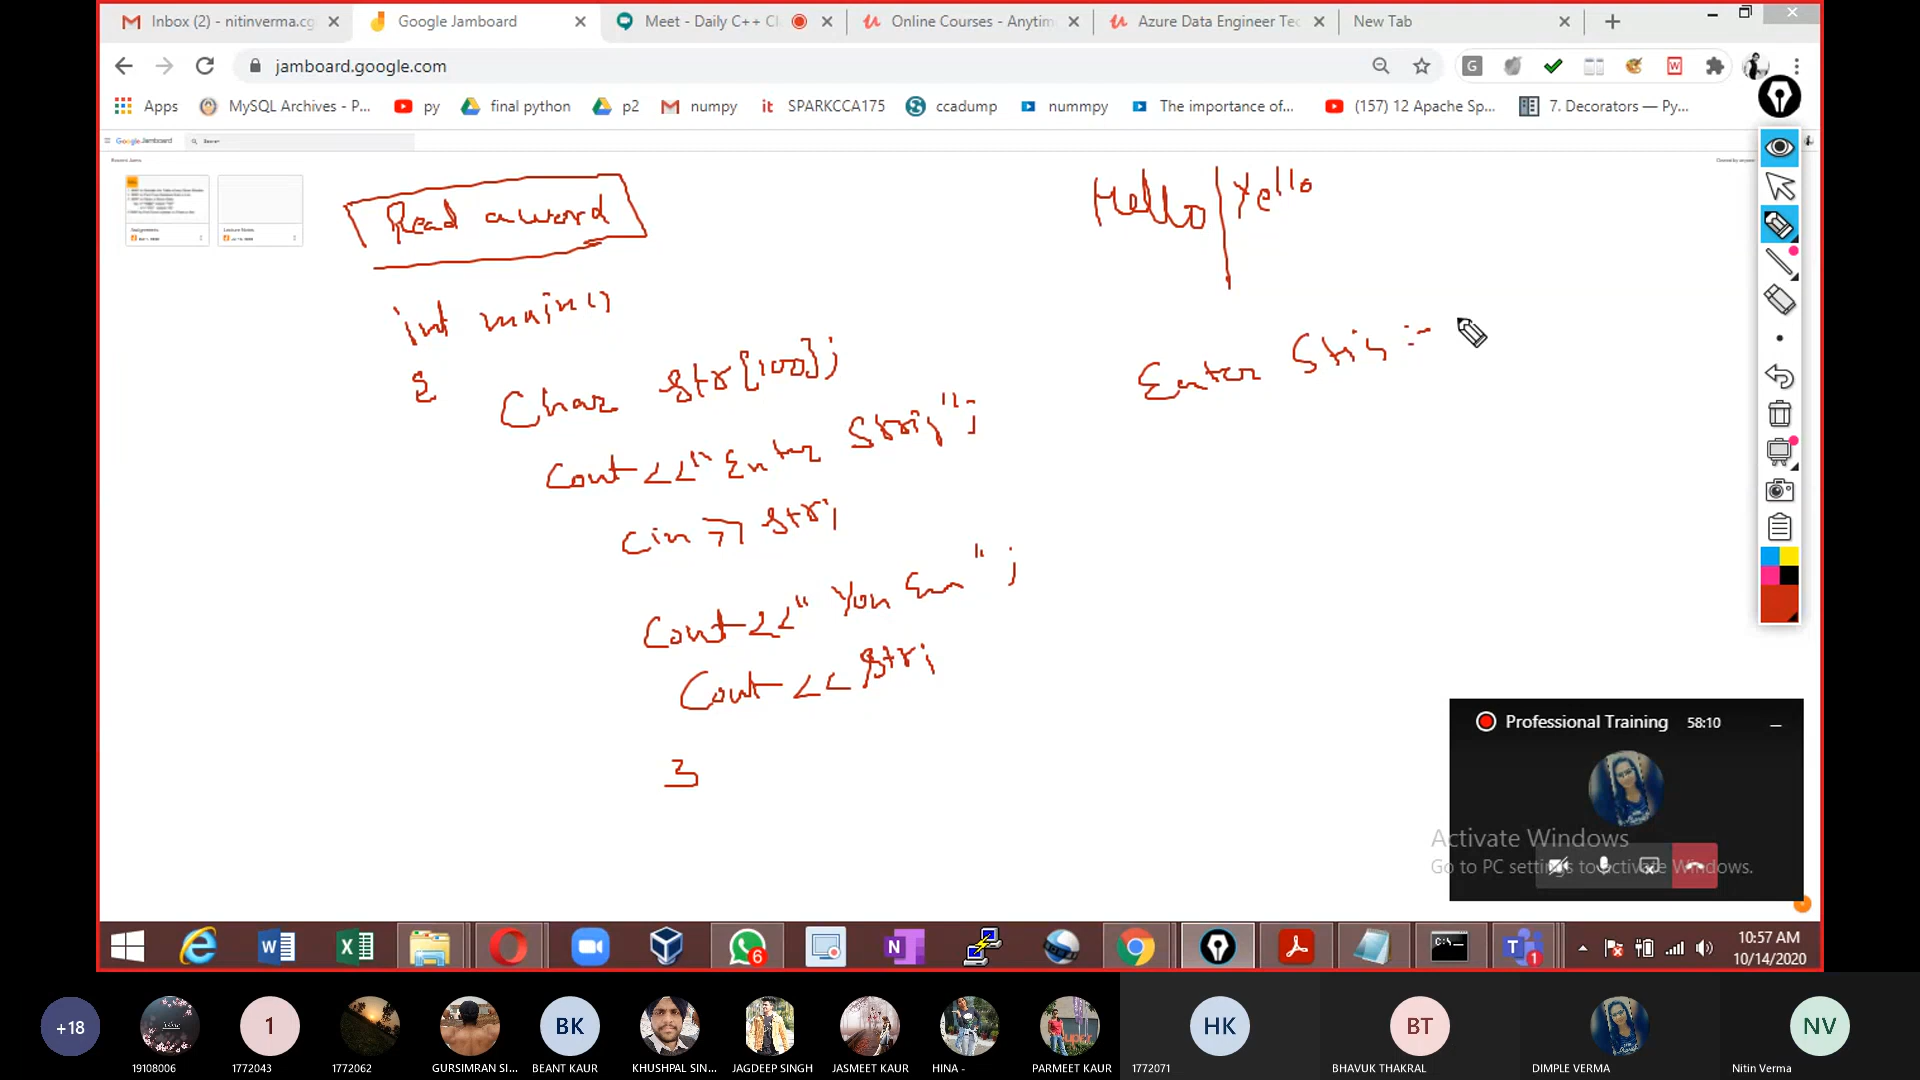 Inbox (2) - nitinverma.cg
Google Jamboard
Meet - Daily C++ Cl
Online Courses - Anytim
Azure Data Engineer Tec
New Tab
jamboard.google.com
Apps
MySQL Archives - P...
py
final python
p2
numpy
SPARKCCA175
ccadump
nummpy
The importance of...
(157) 12 Apache Sp...
7. Decorators — Py...
Google Jamboard
Read a word
Hello | Yello
int main()
{
Char str[100];
Cout <<"Enter String";
Cin >> str;
Cout <<" You En";
Cout << str;
}
Enter Strin :-
Professional Training 58:10
Activate Windows
Go to PC settings to activate Windows.
10:57 AM
10/14/2020
+18
1
BK
HK
BT
NV
19108006
1772043
1772062
GURSIMRAN SI...
BEANT KAUR
KHUSHPAL SIN...
JAGDEEP SINGH
JASMEET KAUR
HINA -
PARMEET KAUR
1772071
BHAVUK THAKRAL
DIMPLE VERMA
Nitin Verma